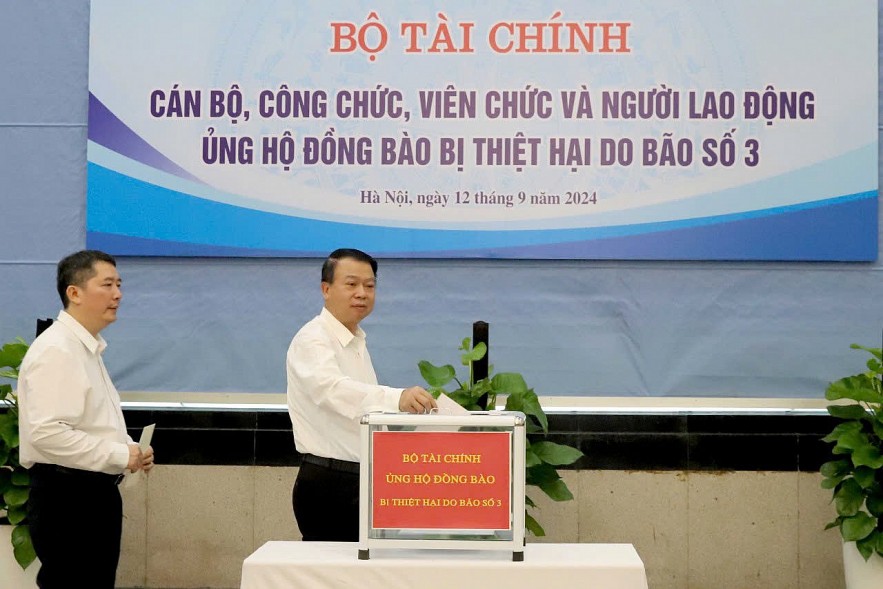 BỘ TÀI CHÍNH
CÁN BỘ, CÔNG CHỨC, VIÊN CHỨC VÀ NGƯỜI LAO ĐỘNG
ỦNG HỘ ĐỒNG BÀO BỊ THIỆT HẠI DO BÃO SỐ 3
Hà Nội, ngày 12 tháng 9 năm 2024
BỘ TÀI CHÍNH
ỦNG HỘ ĐỒNG BÀO
BỊ THIỆT HẠI DO BÃO SỐ 3